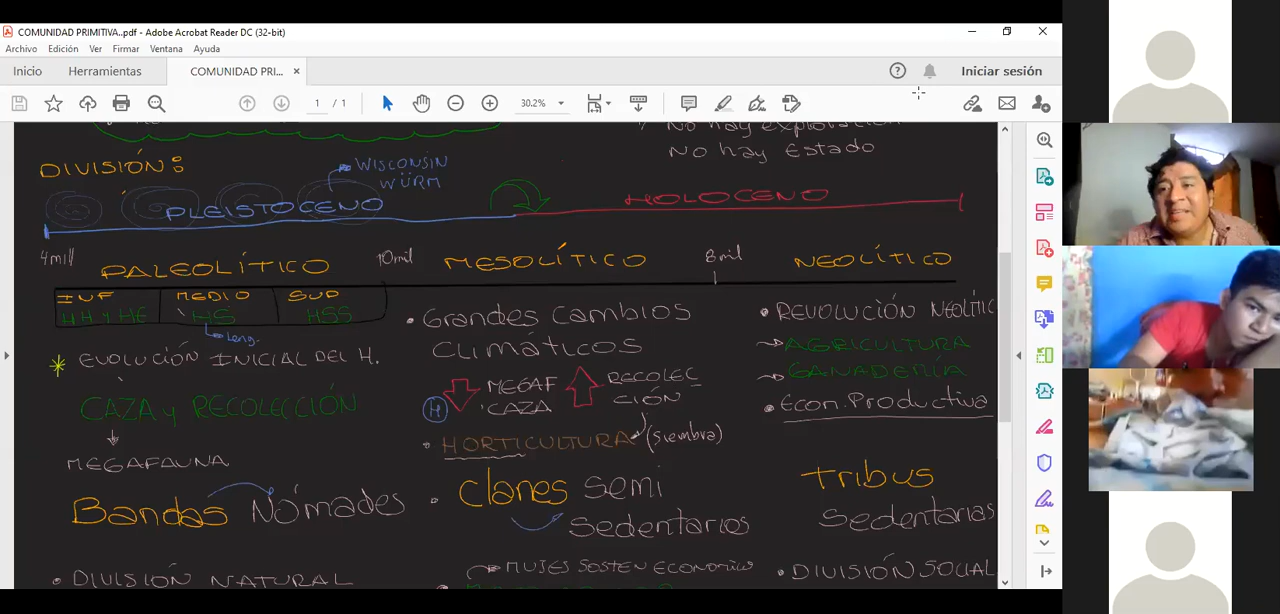 COMUNIDAD PRIMITIVA..pdf - Adobe Acrobat Reader DC (32-bit)
Archivo Edición Ver Firmar Ventana Ayuda
Inicio Herramientas COMUNIDAD PRI... × Iniciar sesión
1 / 1 30.2%
No hay explotación
No hay Estado
DIVISIÓN:
WISCONSIN
WÜRM
PLEISTOCENO HOLOCENO
4mill PALEOLÍTICO 10mil MESOLÍTICO 8mil NEOLÍTICO
INF MEDIO SUP
HH Y HE HS HSS
Leng.
EVOLUCIÓN INICIAL DEL H.
CAZA y RECOLECCIÓN
MEGAFAUNA
Bandas Nómades
• DIVISIÓN NATURAL
• Grandes cambios
climáticos
H MEGAF RECOLEC
CAZA CIÓN
• HORTICULTURA (siembra)
• Clanes semi
sedentarios
MUJES SOSTEN ECONOMICO
• REVOLUCIÓN NEOLÍTIC
AGRICULTURA
GANADERÍA
• Econ. Productiva
Tribus
Sedentarias
• DIVISIÓN SOCIAL